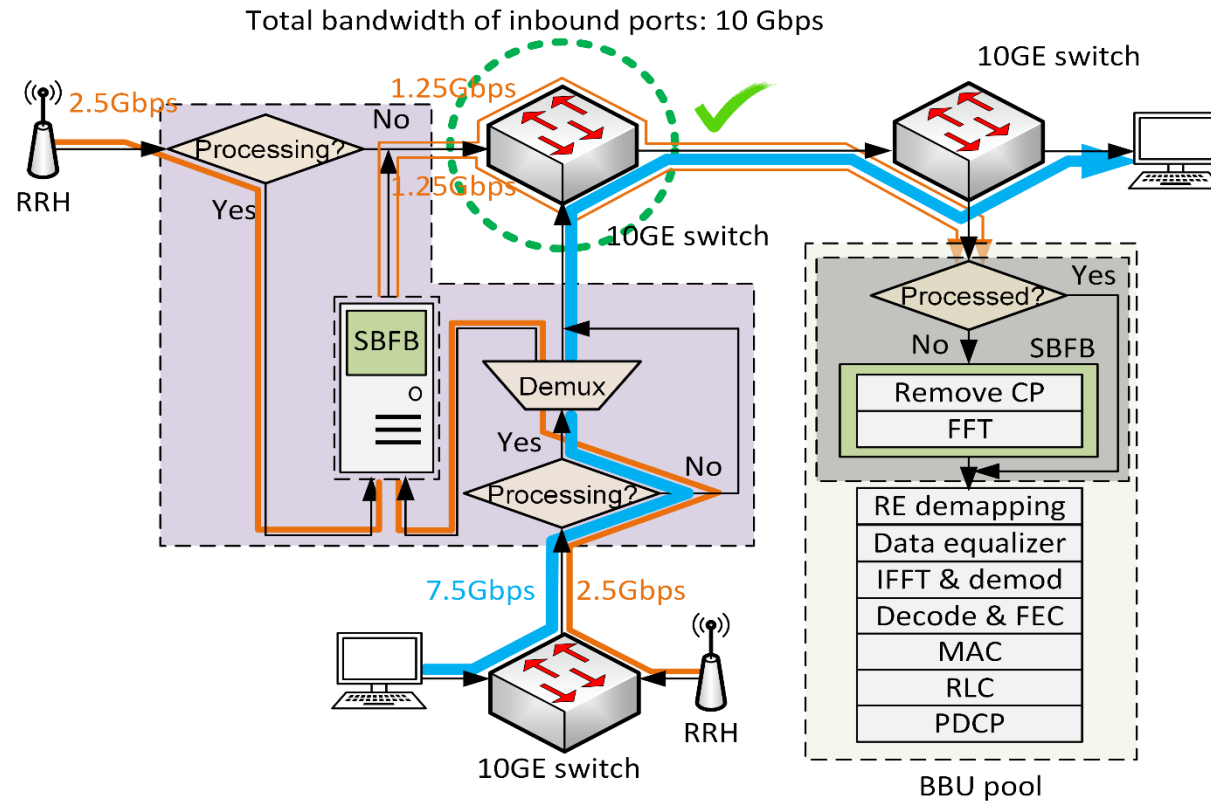 Total bandwidth of inbound ports: 10 Gbps
10GE switch
2.5Gbps
1.25Gbps
No
Processing?
RRH
1.25Gbps
Yes
10GE switch
SBFB
Demux
Yes
No
Processing?
7.5Gbps
2.5Gbps
RRH
10GE switch
Processed?
Yes
No
SBFB
Remove CP
FFT
RE demapping
Data equalizer
IFFT & demod
Decode & FEC
MAC
RLC
PDCP
BBU pool